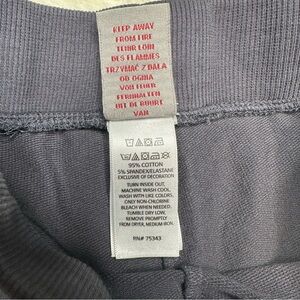 KEEP AWAY
FROM FIRE
TENIR LOIN
DES FLAMMES
TRZYMAĆ Z DALA
OD OGNIA
VON FEUER
FERNHALTEN
UIT DE BUURT
VAN
95% COTTON
5% SPANDEX/ELASTANE
EXCLUSIVE OF DECORATION
TURN INSIDE OUT,
MACHINE WASH COOL,
WASH WITH LIKE COLORS,
ONLY NON-CHLORINE
BLEACH WHEN NEEDED.
TUMBLE DRY LOW,
REMOVE PROMPTLY
FROM DRYER, MEDIUM IRON.
RN# 75343